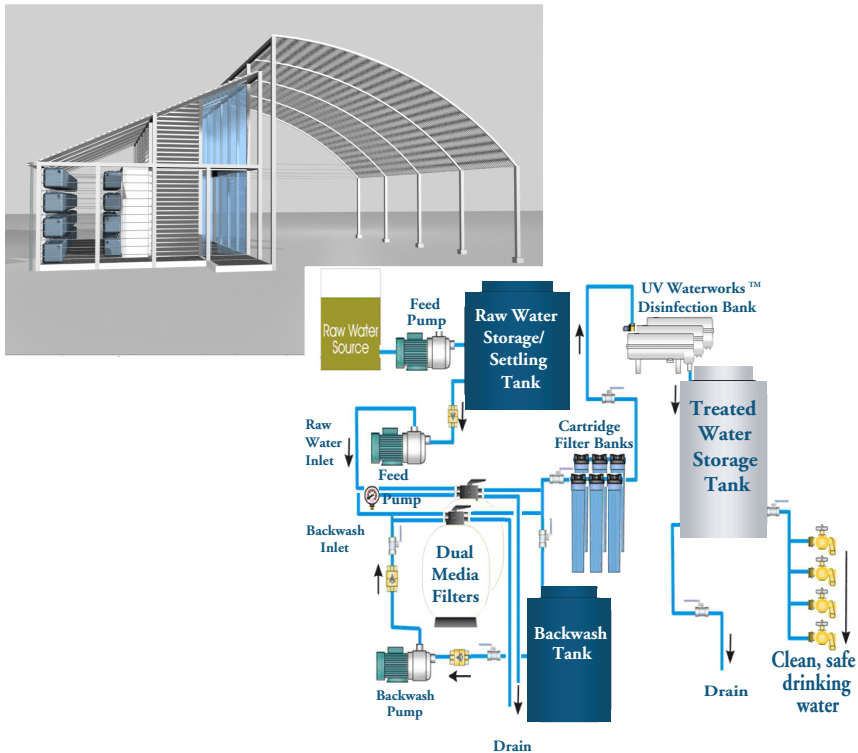 Raw Water
Source
Feed
Pump
Raw Water
Storage/
Settling
Tank
UV Waterworks ™
Disinfection Bank
Raw
Water
Inlet
Feed
Pump
Cartridge
Filter Banks
Treated
Water
Storage
Tank
Backwash
Inlet
Dual
Media
Filters
Backwash
Tank
Backwash
Pump
Drain
Drain
Clean, safe
drinking
water